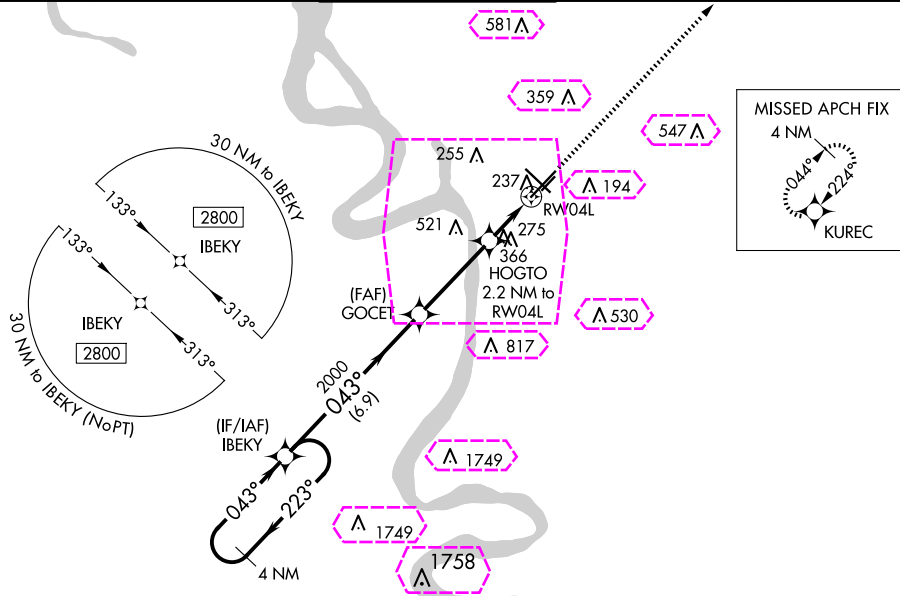 581
359
547
MISSED APCH FIX
4 NM
044°
224°
KUREC
30 NM to IBEKY
133°
2800
IBEKY
313°
255
237
194
RW04L
521
275
366
HOGTO
2.2 NM to
RW04L
133°
IBEKY
2800
313°
30 NM to IBEKY (NoPT)
(FAF)
GOCET
530
817
2000
043°
(6.9)
(IF/IAF)
IBEKY
043°
223°
4 NM
1749
1749
1758